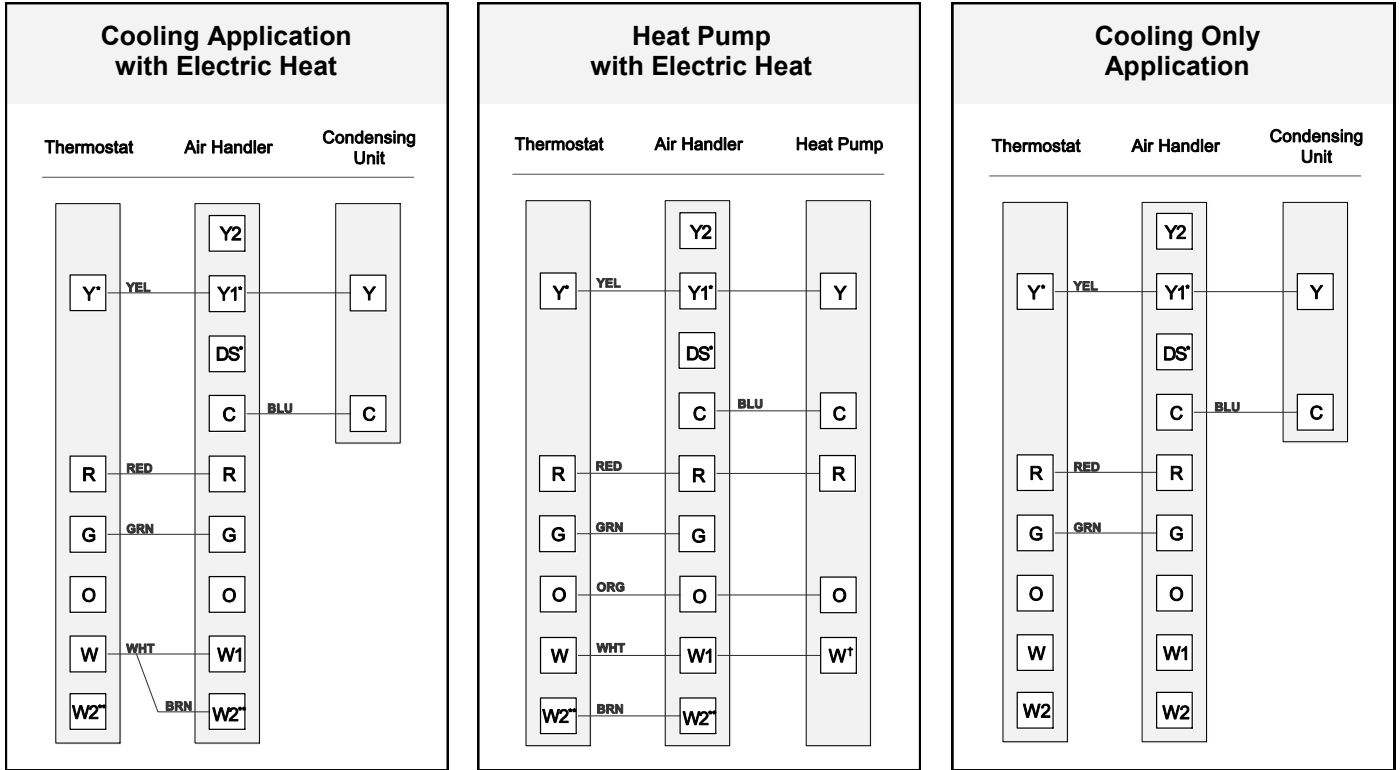 Cooling Application
with Electric Heat
Thermostat Air Handler Condensing
Unit
Y2
Y* YEL Y1* Y
DS*
C BLU C
R RED R
G GRN G
O O
W WHT W1
W2** BRN W2**
Heat Pump
with Electric Heat
Thermostat Air Handler Heat Pump
Y2
Y* YEL Y1* Y
DS*
C BLU C
R RED R R
G GRN G
O ORG O O
W WHT W1 W†
W2** BRN W2**
Cooling Only
Application
Thermostat Air Handler Condensing
Unit
Y2
Y* YEL Y1* Y
DS*
C BLU C
R RED R
G GRN G
O O
W W1
W2 W2